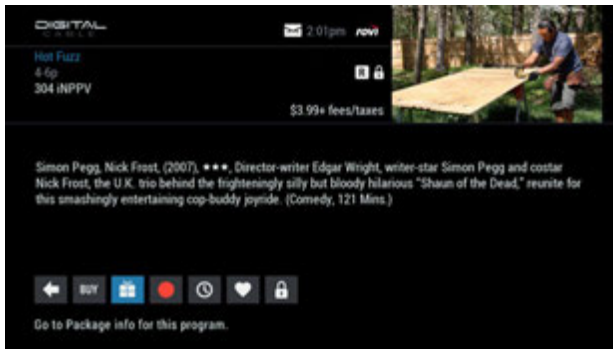 DIGITAL
CABLE
Text 2:01pm rovi
Hot Fuzz
4-6p
R
304 iNPPV
$3.99+ fees/taxes
Simon Pegg, Nick Frost, (2007), ★★★, Director-writer Edgar Wright, writer-star Simon Pegg and costar
Nick Frost, the U.K. trio behind the frighteningly silly but bloody hilarious "Shaun of the Dead," reunite for
this smashingly entertaining cop-buddy joyride. (Comedy, 121 Mins.)
BUY
Go to Package info for this program.